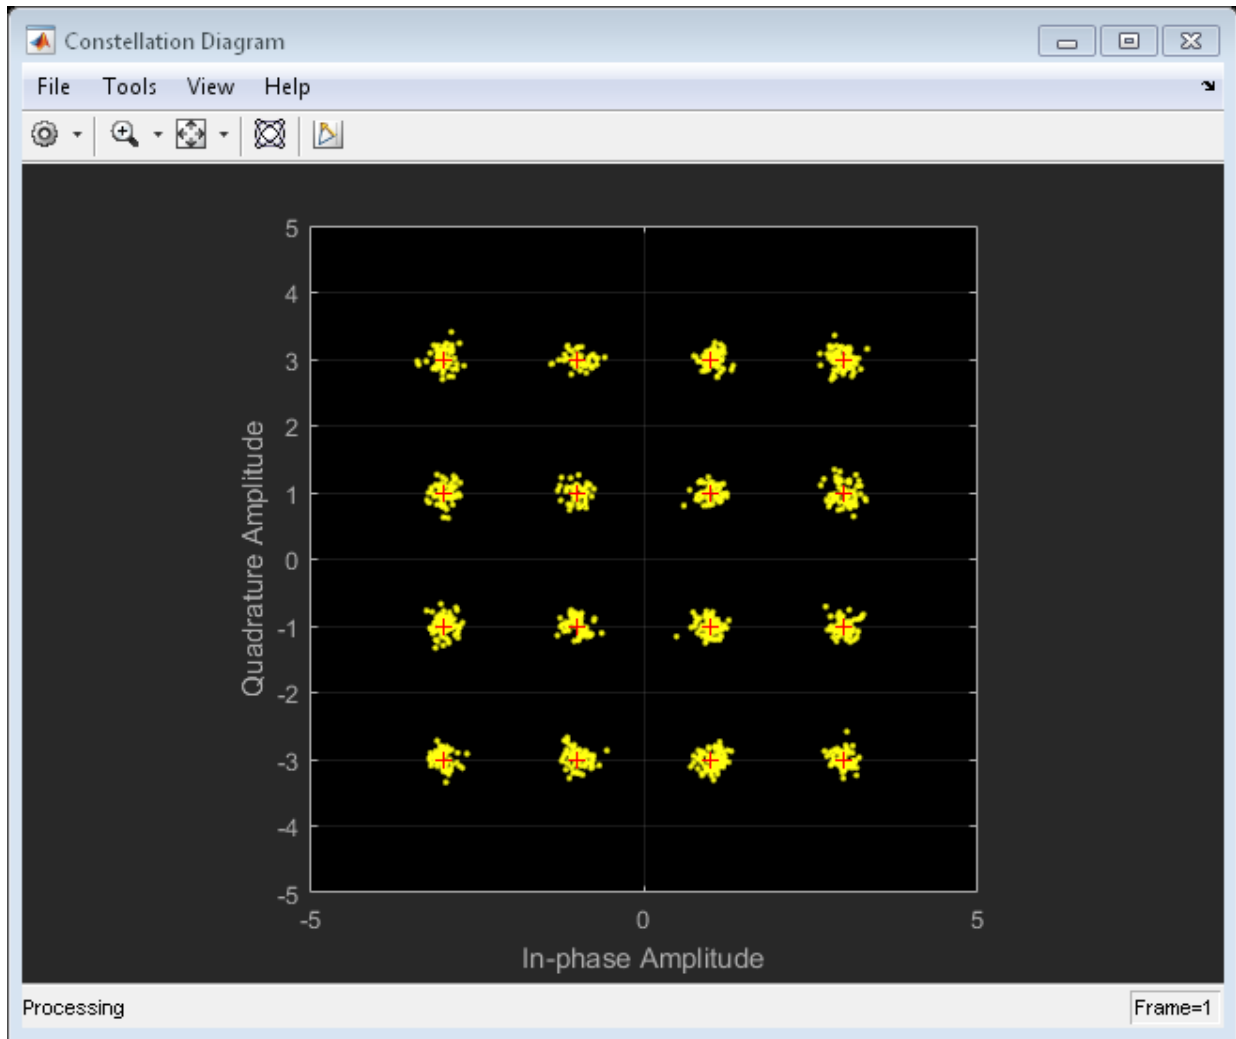 Constellation Diagram
File Tools View Help
5
4
3
2
1
0
-1
-2
-3
-4
-5
Quadrature Amplitude
-5 0 5
In-phase Amplitude
Processing Frame=1